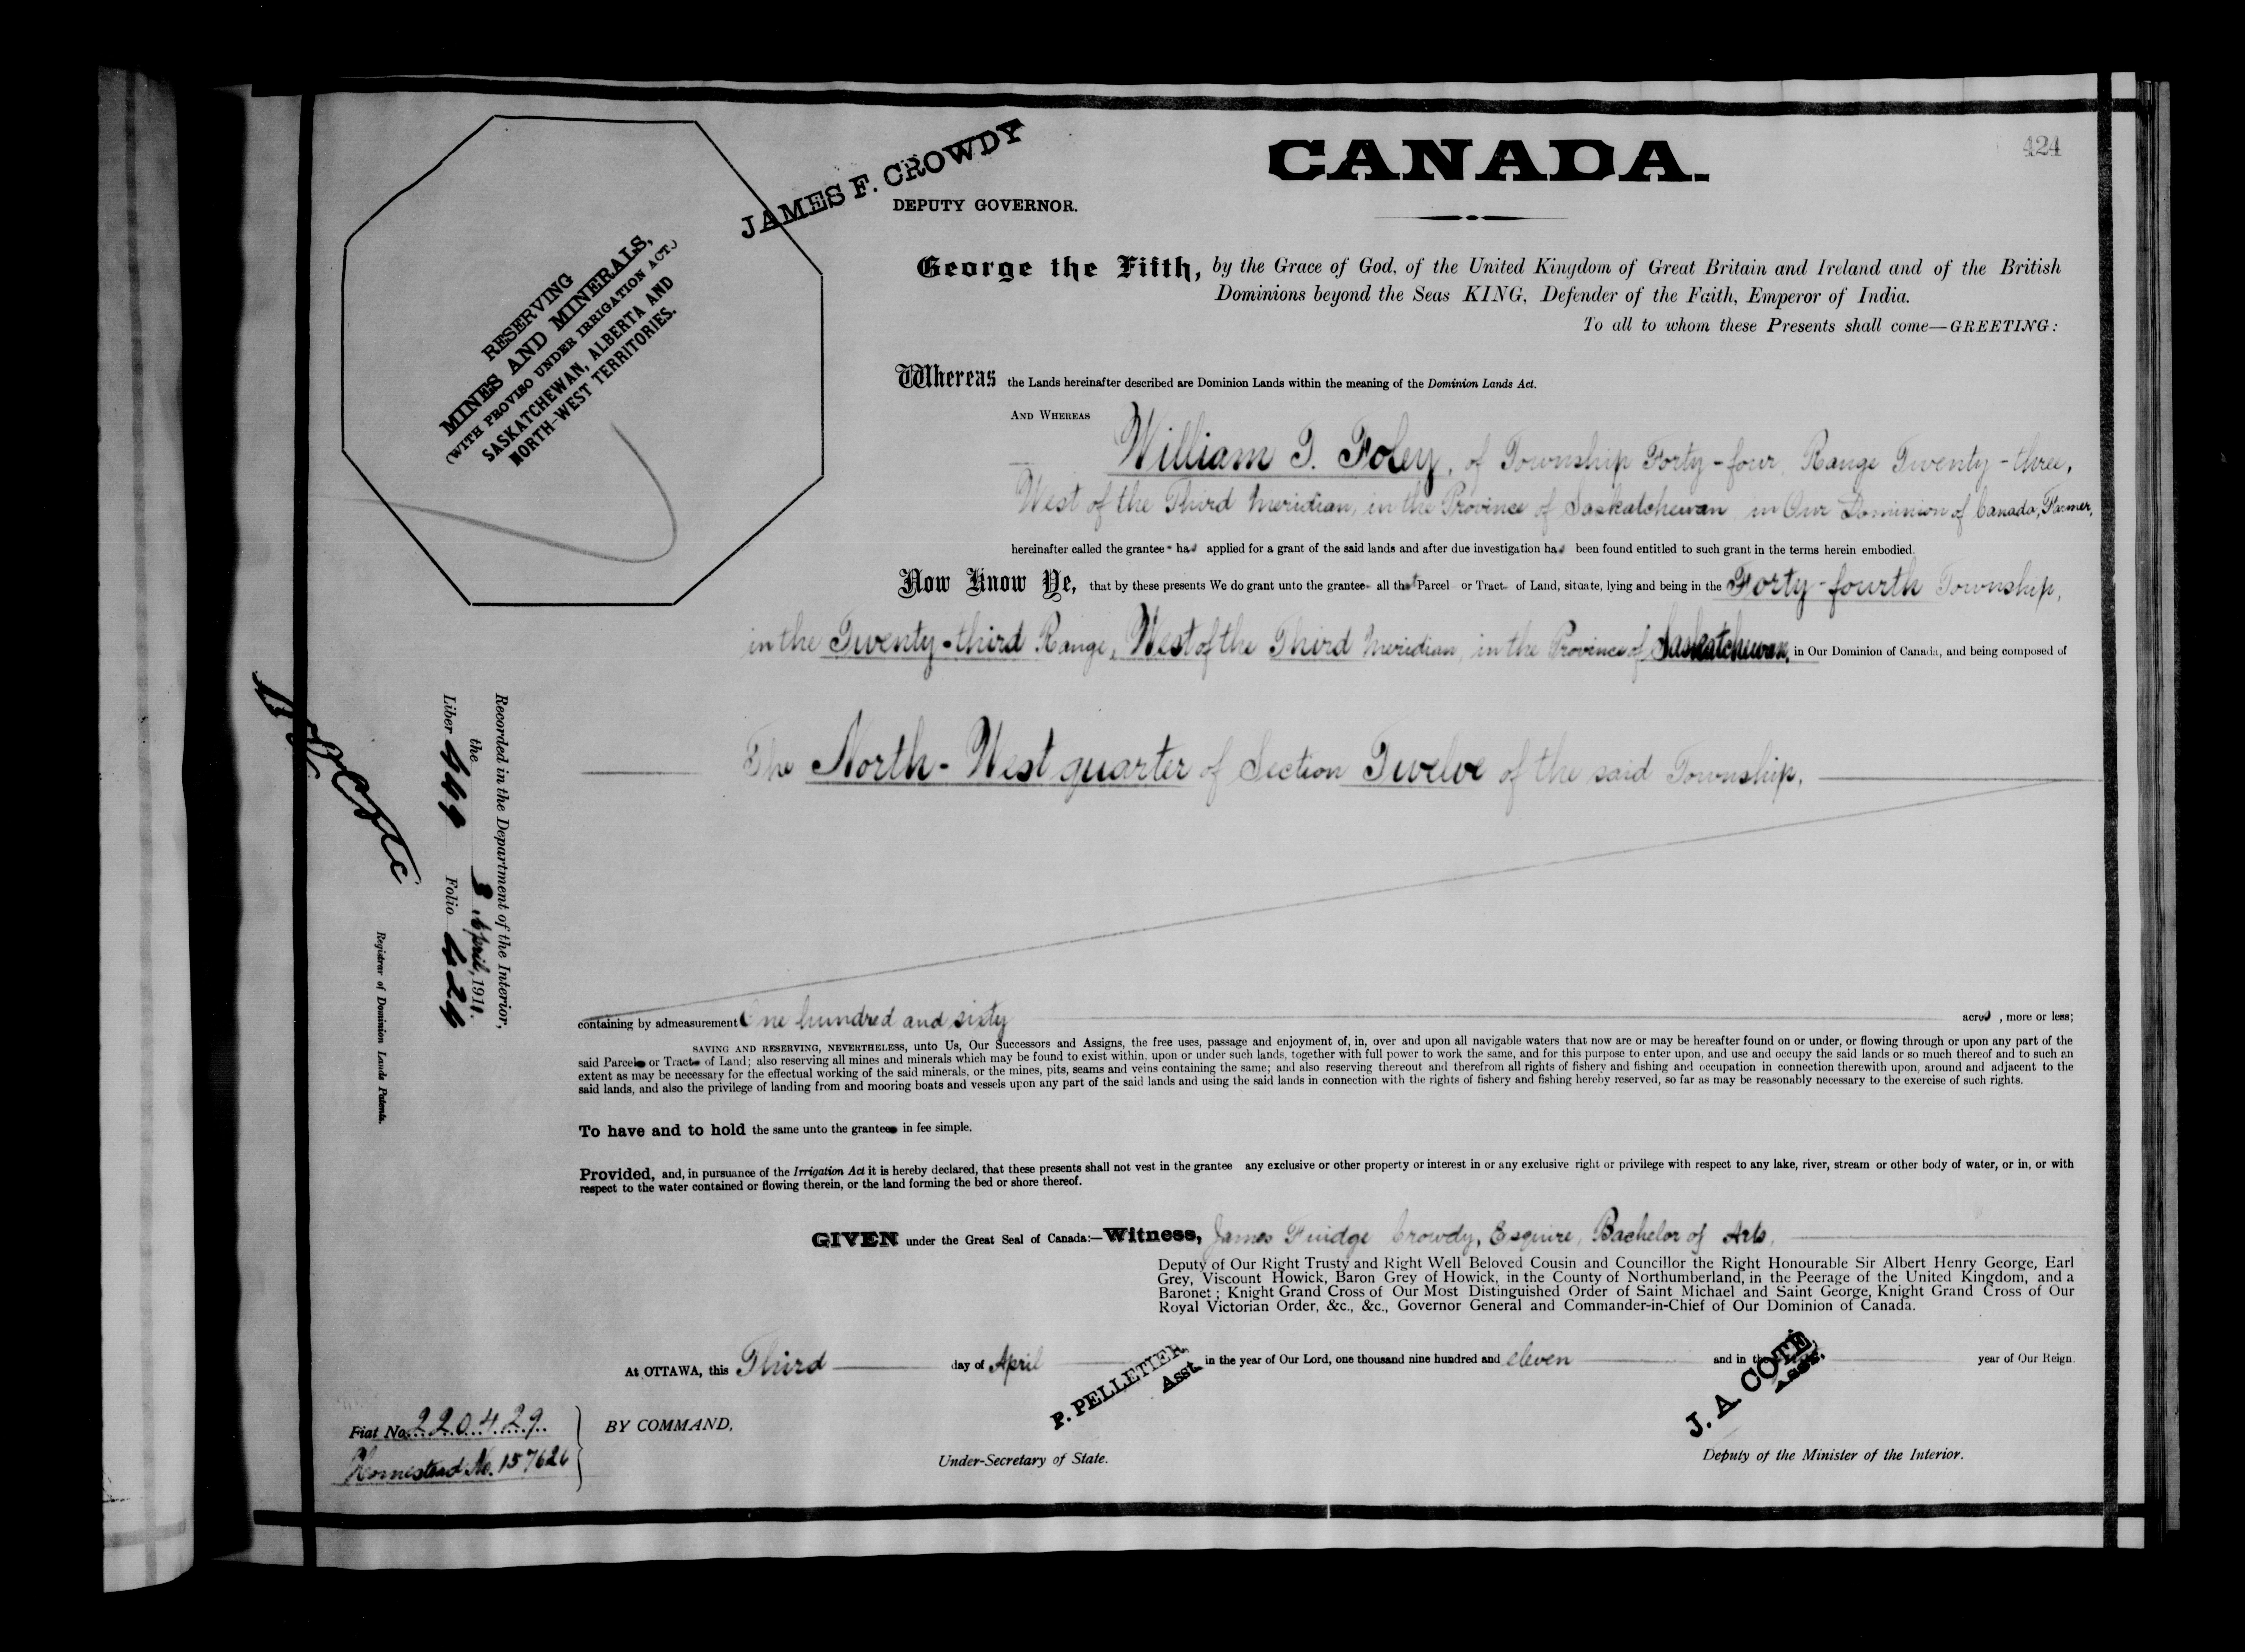 CANADA.
424
JAMES F. CROWDY
DEPUTY GOVERNOR.
RESERVING
MINES AND MINERALS,
(WITH PROVISO UNDER IRRIGATION ACT.)
SASKATCHEWAN, ALBERTA AND
NORTH-WEST TERRITORIES.
George the Fifth, by the Grace of God, of the United Kingdom of Great Britain and Ireland and of the British
Dominions beyond the Seas KING, Defender of the Faith, Emperor of India.
To all to whom these Presents shall come—GREETING:
Whereas the Lands hereinafter described are Dominion Lands within the meaning of the Dominion Lands Act.
AND WHEREAS
William T. Foley, of Township Forty-four, Range Twenty-three,
West of the Third Meridian, in the Province of Saskatchewan in Our Dominion of Canada, Farmer,
hereinafter called the grantee has applied for a grant of the said lands and after due investigation has been found entitled to such grant in the terms herein embodied.
Now Know Ye, that by these presents We do grant unto the grantee all that Parcel or Tract of Land, situate, lying and being in the Forty-fourth Township,
in the Twenty-third Range, West of the Third Meridian, in the Province of Saskatchewan, in Our Dominion of Canada, and being composed of
The North-West quarter of Section Twelve of the said Township,
containing by admeasurement One hundred and sixty acres, more or less;
SAVING AND RESERVING, NEVERTHELESS, unto Us, Our Successors and Assigns, the free uses, passage and enjoyment of, in, over and upon all navigable waters that now are or may be hereafter found on or under, or flowing through or upon any part of the
said Parcel or Tract of Land; also reserving all mines and minerals which may be found to exist within, upon or under such lands, together with full power to work the same, and for this purpose to enter upon, and use and occupy the said lands or so much thereof and to such an
extent as may be necessary for the effectual working of the said minerals, or the mines, pits, seams and veins containing the same; and also reserving thereout and therefrom all rights of fishery and fishing and occupation in connection therewith upon, around and adjacent to the
said lands, and also the privilege of landing from and mooring boats and vessels upon any part of the said lands and using the said lands in connection with the rights of fishery and fishing hereby reserved, so far as may be reasonably necessary to the exercise of such rights.
To have and to hold the same unto the grantee in fee simple.
Provided, and, in pursuance of the Irrigation Act it is hereby declared, that these presents shall not vest in the grantee any exclusive or other property or interest in or any exclusive right or privilege with respect to any lake, river, stream or other body of water, or in, or with
respect to the water contained or flowing therein, or the land forming the bed or shore thereof.
GIVEN under the Great Seal of Canada:—Witness, James Fuidge Crowdy, Esquire, Bachelor of Arts,
Deputy of Our Right Trusty and Right Well Beloved Cousin and Councillor the Right Honourable Sir Albert Henry George, Earl
Grey, Viscount Howick, Baron Grey of Howick, in the County of Northumberland, in the Peerage of the United Kingdom, and a
Baronet; Knight Grand Cross of Our Most Distinguished Order of Saint Michael and Saint George, Knight Grand Cross of Our
Royal Victorian Order, &c., &c., Governor General and Commander-in-Chief of Our Dominion of Canada.
At OTTAWA, this Third day of April in the year of Our Lord, one thousand nine hundred and eleven and in the year of Our Reign.
P. PELLETIER,
Asst.
J. A. COTÉ,
Asst.
BY COMMAND,
Under-Secretary of State.
Deputy of the Minister of the Interior.
Fiat No. 220429.
Homestead No. 157626
Recorded in the Department of the Interior,
the 3 April, 1911.
Liber 449 Folio 424
Registrar of Dominion Lands Patents.